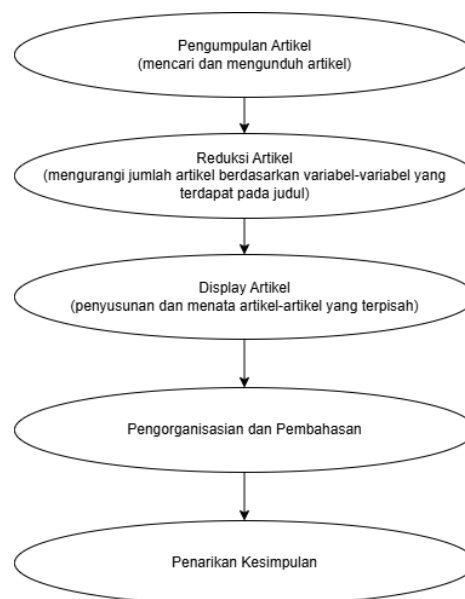 Pengumpulan Artikel
(mencari dan mengunduh artikel)
Reduksi Artikel
(mengurangi jumlah artikel berdasarkan variabel-variabel yang
terdapat pada judul)
Display Artikel
(penyusunan dan menata artikel-artikel yang terpisah)
Pengorganisasian dan Pembahasan
Penarikan Kesimpulan